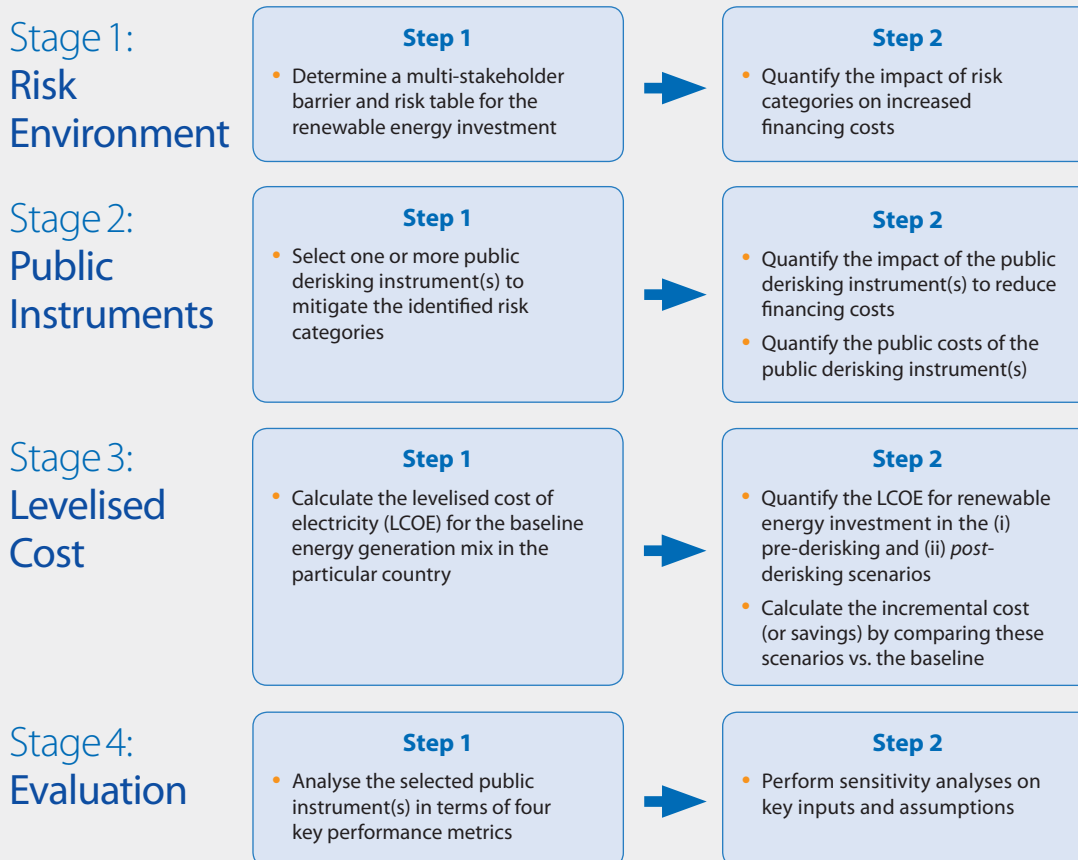 Stage 1:
Risk
Environment
Step 1
• Determine a multi-stakeholder
barrier and risk table for the
renewable energy investment
Step 2
• Quantify the impact of risk
categories on increased
financing costs
Stage 2:
Public
Instruments
Step 1
• Select one or more public
derisking instrument(s) to
mitigate the identified risk
categories
Step 2
• Quantify the impact of the public
derisking instrument(s) to reduce
financing costs
• Quantify the public costs of the
public derisking instrument(s)
Stage 3:
Levelised
Cost
Step 1
• Calculate the levelised cost of
electricity (LCOE) for the baseline
energy generation mix in the
particular country
Step 2
• Quantify the LCOE for renewable
energy investment in the (i)
pre-derisking and (ii) post-
derisking scenarios
• Calculate the incremental cost
(or savings) by comparing these
scenarios vs. the baseline
Stage 4:
Evaluation
Step 1
• Analyse the selected public
instrument(s) in terms of four
key performance metrics
Step 2
• Perform sensitivity analyses on
key inputs and assumptions